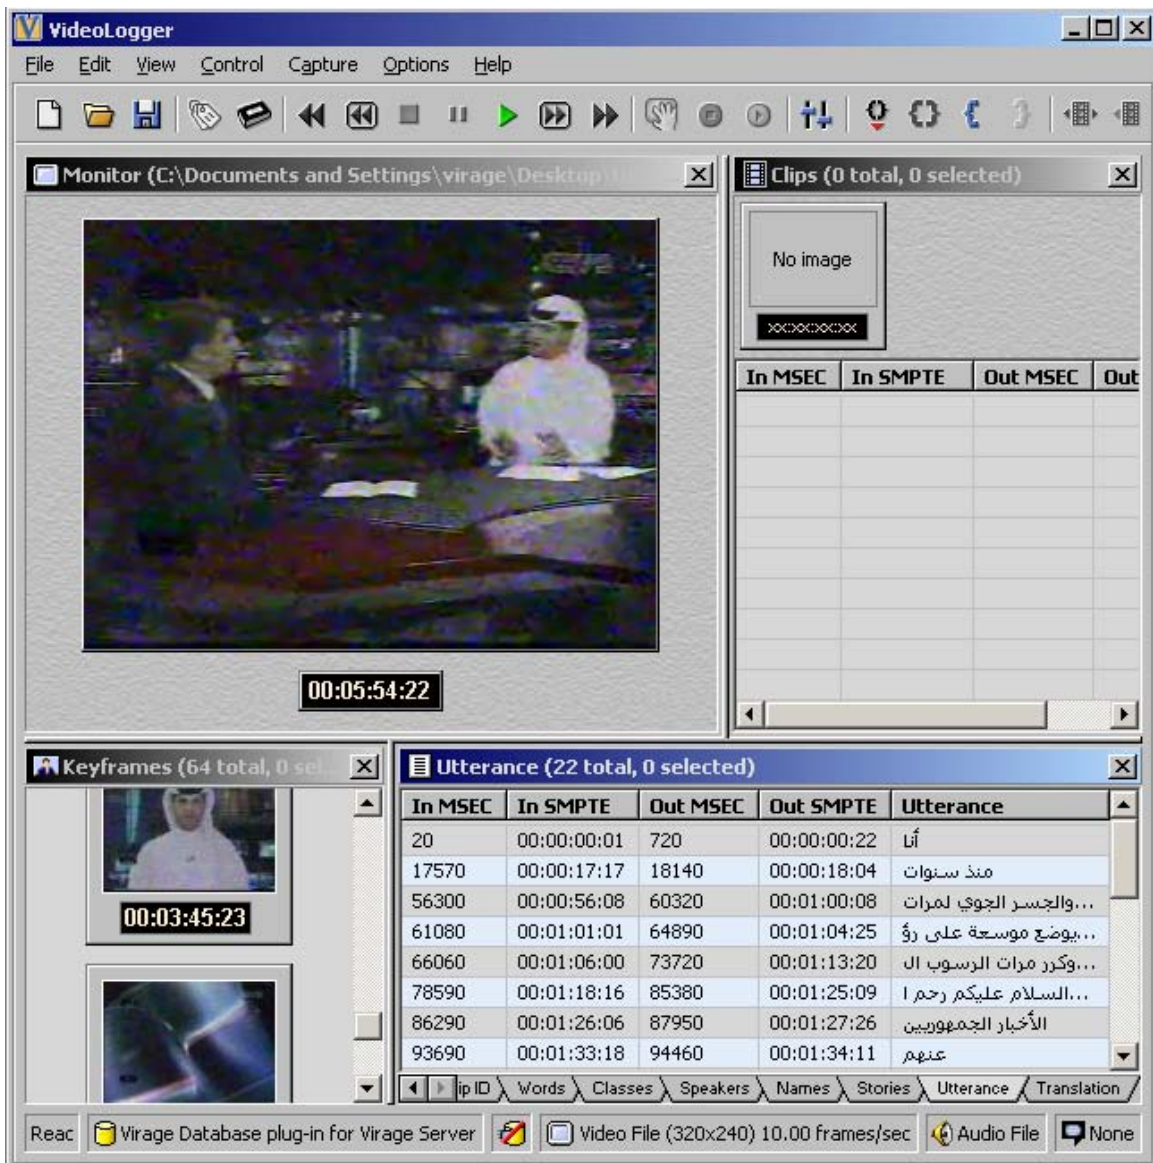 VideoLogger
File Edit View Control Capture Options Help
Monitor (C:\Documents and Settings\virage\Desktop\
Clips (0 total, 0 selected)
No image
xx:xx:xx:xx
In MSEC In SMPTE Out MSEC Out
00:05:54:22
Keyframes (64 total, 0 sel...
00:03:45:23
Utterance (22 total, 0 selected)
In MSEC In SMPTE Out MSEC Out SMPTE Utterance
20 00:00:00:01 720 00:00:00:22 أنا
17570 00:00:17:17 18140 00:00:18:04 منذ سنوات
56300 00:00:56:08 60320 00:01:00:08 والجسر الجوي لمرات...
61080 00:01:01:01 64890 00:01:04:25 يوضع موسعة على رؤ...
66060 00:01:06:00 73720 00:01:13:20 وكرر مرات الرسوب ال...
78590 00:01:18:16 85380 00:01:25:09 السلام عليكم رحم ا...
86290 00:01:26:06 87950 00:01:27:26 الأخبار الجمهوريين
93690 00:01:33:18 94460 00:01:34:11 عنهم
ip ID Words Classes Speakers Names Stories Utterance Translation
Reac Virage Database plug-in for Virage Server Video File (320x240) 10.00 frames/sec Audio File None